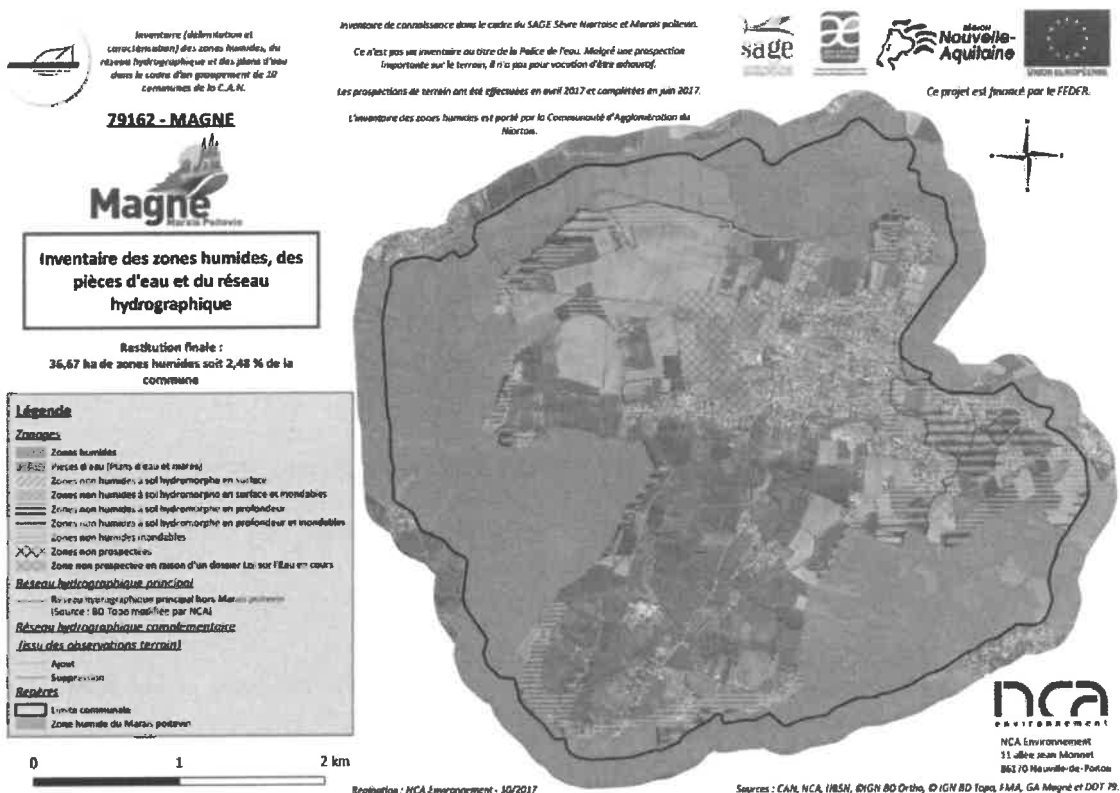 Inventaire (délimitation et
caractérisation) des zones humides, du
réseau hydrographique et des plans d'eau
dans le cadre d'un groupement de 10
communes de la C.A.N.
79162 - MAGNE
Magné
Marais Poitevin
Inventaire des zones humides, des
pièces d'eau et du réseau
hydrographique
Restitution finale :
36,67 ha de zones humides soit 2,48 % de la
commune
Inventaire de connaissance dans le cadre du SAGE Sèvre Niortaise et Marais poitevin.
Ce n'est pas un inventaire au titre de la Police de l'eau. Malgré une prospection
importante sur le terrain, il n'a pas pour vocation d'être exhaustif.
Les prospections de terrain ont été effectuées en avril 2017 et complétées en juin 2017.
L'inventaire des zones humides est porté par la Communauté d'Agglomération du
Niortais.
sage
RÉGION
Nouvelle-
Aquitaine
UNION EUROPÉENNE
Ce projet est financé par le FEDER.
Légende
Zonages
Zones humides
Pièces d'eau (Plans d'eau et mares)
Zones non humides à sol hydromorphe en surface
Zones non humides à sol hydromorphe en surface et inondables
Zones non humides à sol hydromorphe en profondeur
Zones non humides à sol hydromorphe en profondeur et inondables
Zones non humides inondables
Zones non prospectées
Zone non prospectée en raison d'un dossier Loi sur l'Eau en cours
Réseau hydrographique principal
Réseau hydrographique principal hors Marais poitevin
(Source : BD Topo modifiée par NCA)
Réseau hydrographique complémentaire
(issu des observations terrain)
Ajout
Suppression
Repères
Limite communale
Zone humide du Marais poitevin
0 1 2 km
Réalisation : NCA Environnement - 10/2017
nca
environnement
NCA Environnement
11 allée Jean Monnet
86170 Neuville-de-Poitou
Sources : CAN, NCA, IIBSN, ©IGN BD Ortho, © IGN BD Topo, FMA, GA Magné et DDT 79